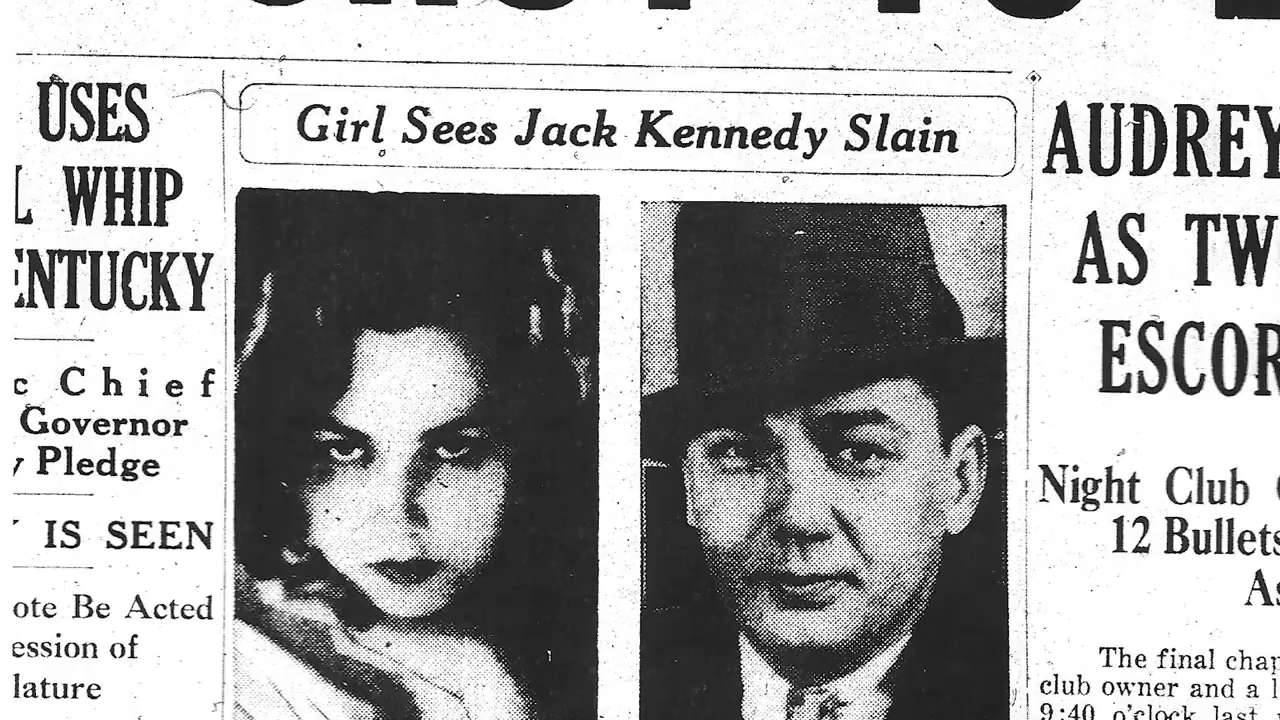 USES
WHIP
ENTUCKY
Chief
Governor
Pledge
IS SEEN
ote Be Acted
ession of
lature
Girl Sees Jack Kennedy Slain
AUDREY
AS TW
ESCOR
Night Club
12 Bullets
As
The final chap
club owner and a l
9:40 o'clock last